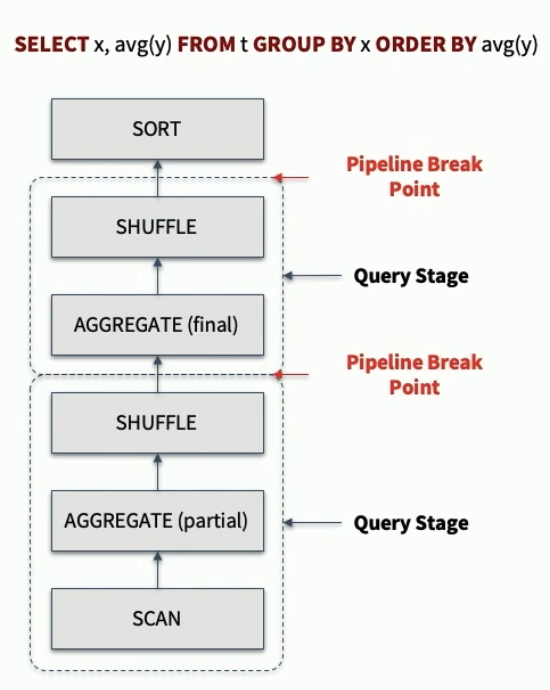 SELECT x, avg(y) FROM t GROUP BY x ORDER BY avg(y)
SORT
Pipeline Break
Point
SHUFFLE
Query Stage
AGGREGATE (final)
Pipeline Break
Point
SHUFFLE
AGGREGATE (partial)
Query Stage
SCAN